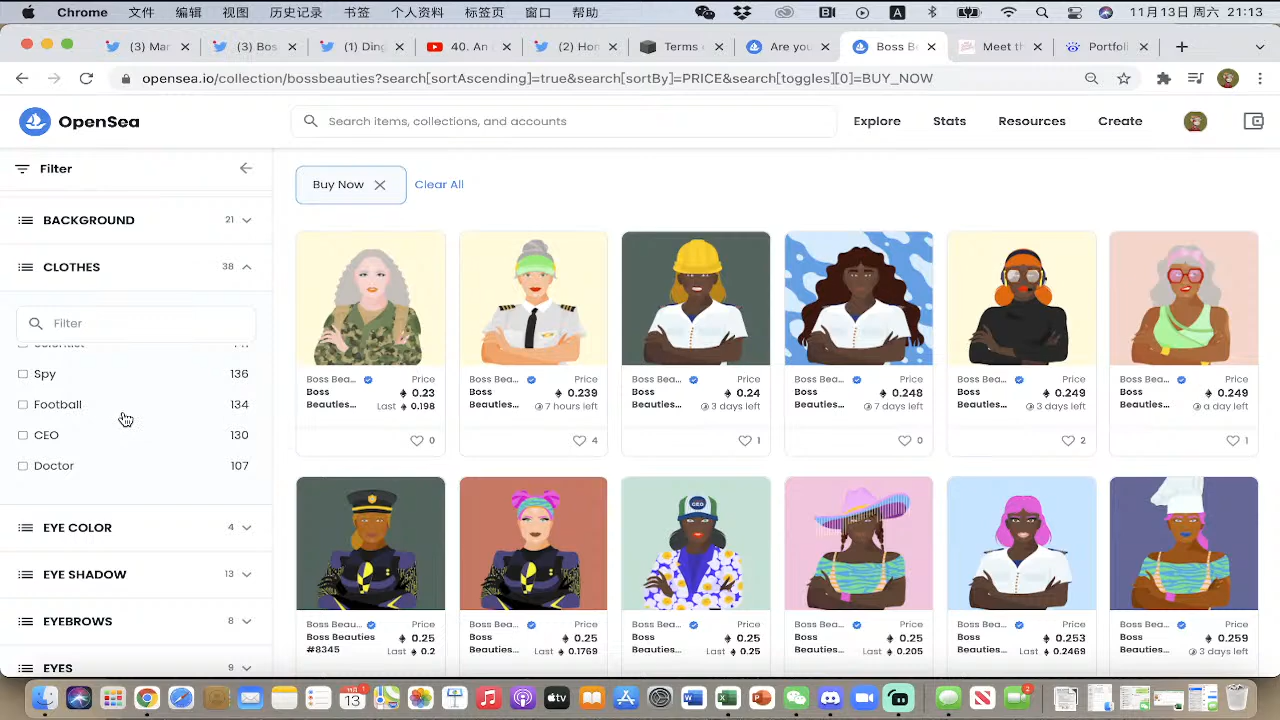 Chrome 文件 编辑 视图 历史记录 书签 个人资料 标签页 窗口 帮助 A 11月13日 周六 21:13
(3) Mar (3) Bos (1) Ding 40. An (2) Hon Terms Are you Boss Be Meet th Portfoli
opensea.io/collection/bossbeauties?search[sortAscending]=true&search[sortBy]=PRICE&search[toggles][0]=BUY_NOW
OpenSea Search items, collections, and accounts Explore Stats Resources Create
Filter
Buy Now Clear All
BACKGROUND 21
CLOTHES 38
Filter
Scientist 141
Spy 136
Football 134
CEO 130
Doctor 107
EYE COLOR 4
EYE SHADOW 13
EYEBROWS 8
EYES 9
Boss Bea... Price Boss Bea... Price Boss Bea... Price Boss Bea... Price Boss Bea... Price Boss Bea... Price
Boss 0.23 Boss 0.239 Boss 0.24 Boss 0.248 Boss 0.249 Boss 0.249
Beauties... Last 0.198 Beauties... 7 hours left Beauties... 3 days left Beauties... 7 days left Beauties... 3 days left Beauties... a day left
0 4 1 0 2 1
CEO
Boss Beau... Price Boss Bea... Price Boss Bea... Price Boss Bea... Price Boss Bea... Price Boss Bea... Price
Boss Beauties 0.25 Boss 0.25 Boss 0.25 Boss 0.25 Boss 0.253 Boss 0.259
#8345 Last 0.2 Beauties... Last 0.1769 Beauties... Last 0.25 Beauties... Last 0.205 Beauties... Last 0.2469 Beauties... 3 days left
13 tv W X P 2